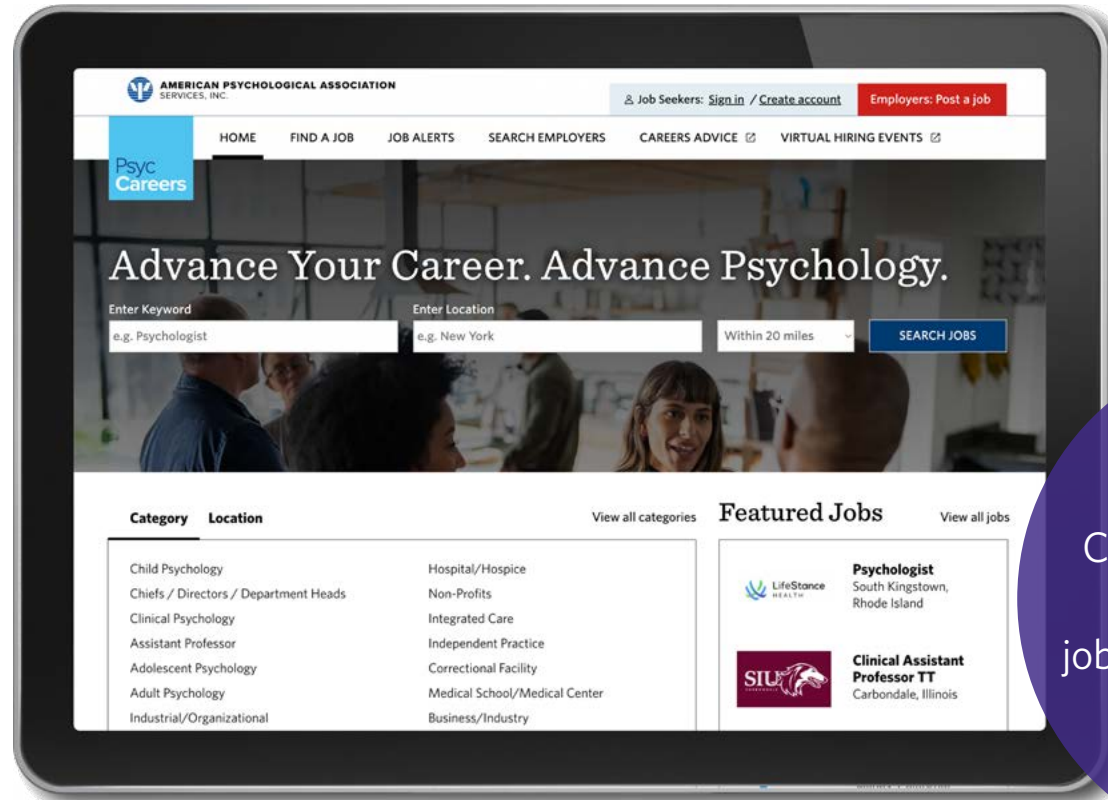 AMERICAN PSYCHOLOGICAL ASSOCIATION
SERVICES, INC.
Job Seekers: Sign in / Create account
Employers: Post a job
Psyc
Careers
HOME FIND A JOB JOB ALERTS SEARCH EMPLOYERS CAREERS ADVICE VIRTUAL HIRING EVENTS
Advance Your Career. Advance Psychology.
Enter Keyword Enter Location
e.g. Psychologist e.g. New York Within 20 miles SEARCH JOBS
Category Location View all categories
Child Psychology
Chiefs / Directors / Department Heads
Clinical Psychology
Assistant Professor
Adolescent Psychology
Adult Psychology
Industrial/Organizational
Hospital/Hospice
Non-Profits
Integrated Care
Independent Practice
Correctional Facility
Medical School/Medical Center
Business/Industry
Featured Jobs View all jobs
LifeStance
HEALTH
Psychologist
South Kingstown,
Rhode Island
SIU
Clinical Assistant
Professor TT
Carbondale, Illinois
C
job